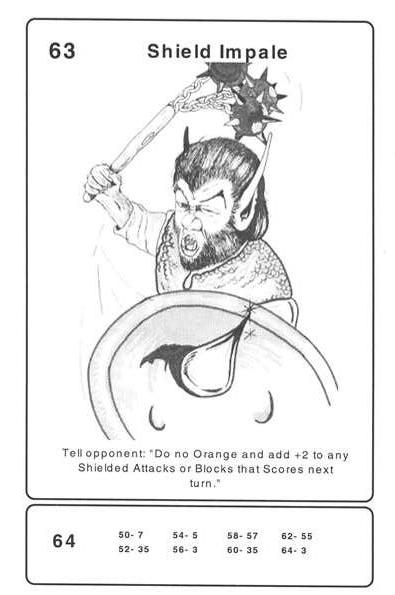 63 Shield Impale
Tell opponent: "Do no Orange and add +2 to any
Shielded Attacks or Blocks that Scores next
turn."
64
50- 7 54- 5 58- 57 62- 55
52- 35 56- 3 60- 35 64- 3